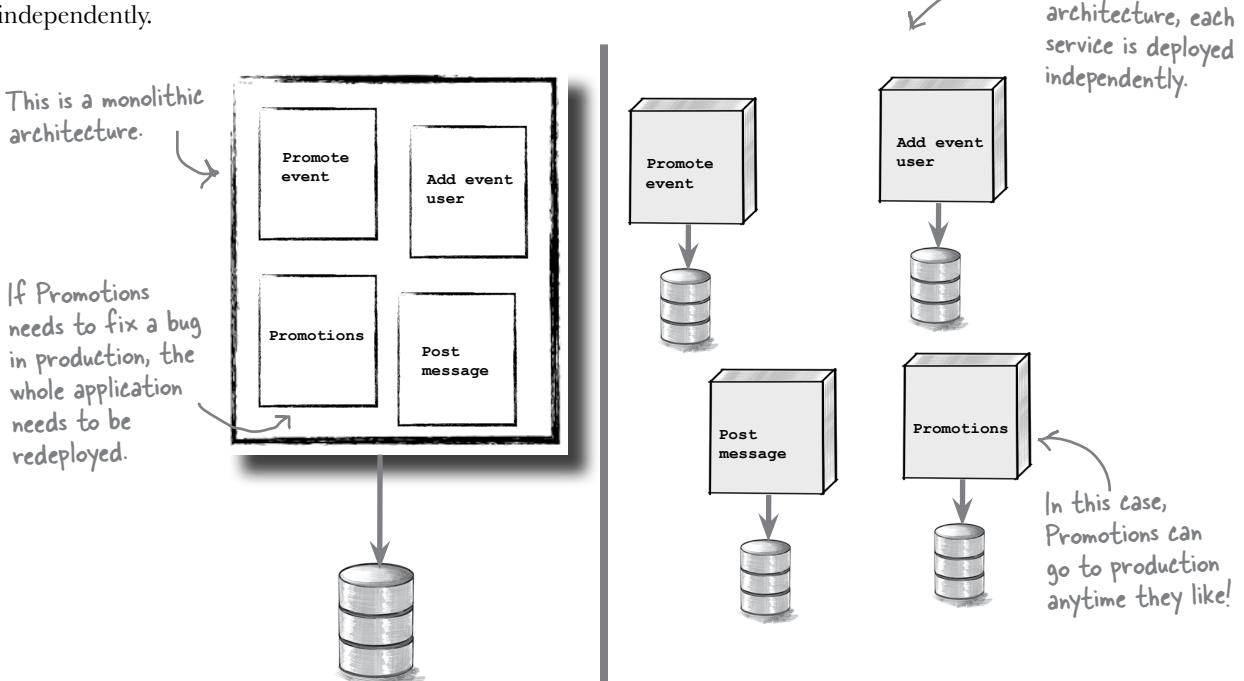 independently.
This is a monolithic
architecture.
Promote
event
Add event
user
If Promotions
needs to fix a bug
in production, the
whole application
needs to be
redeployed.
Promotions
Post
message
architecture, each
service is deployed
independently.
Promote
event
Add event
user
Post
message
Promotions
In this case,
Promotions can
go to production
anytime they like!